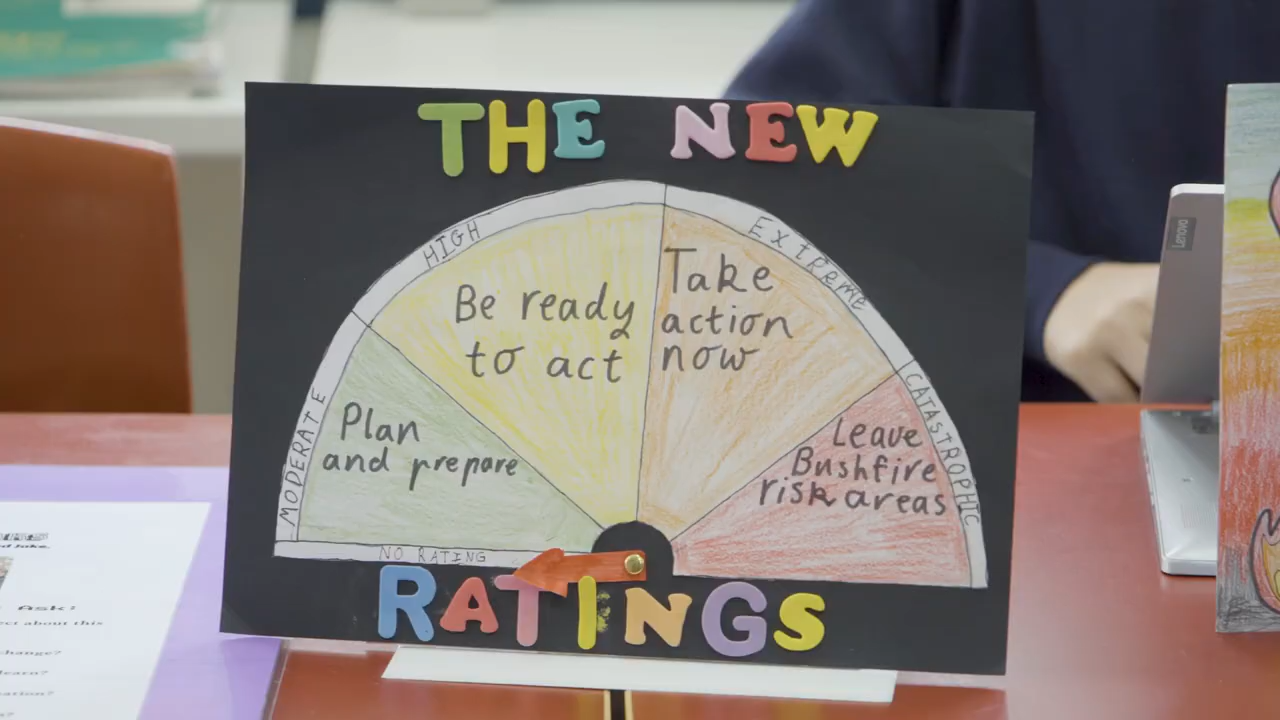 THE NEW
HIGH
EXTREME
Take
action
now
Be ready
to act
MODERATE
Plan
and prepare
CATASTROPHIC
Leave
Bushfire
risk areas
NO RATING
RATINGS
Lenovo
Ask!